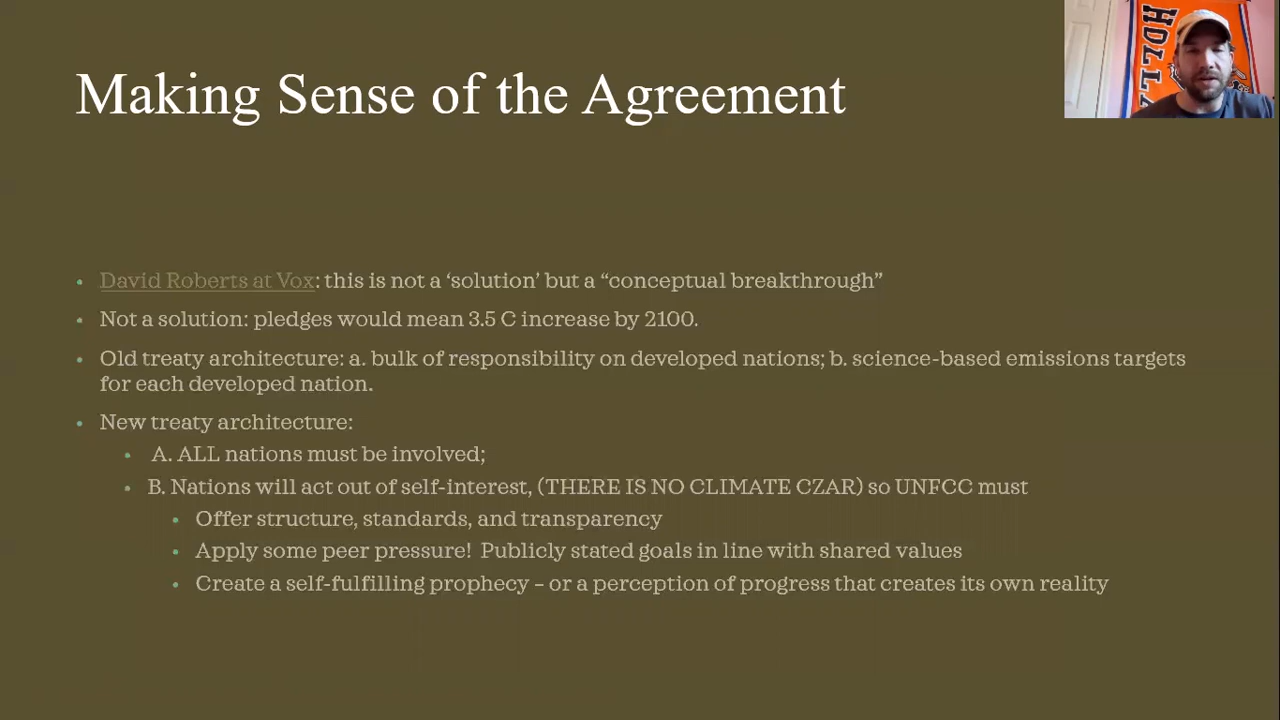 Making Sense of the Agreement
HOLLA
• David Roberts at Vox: this is not a ‘solution’ but a “conceptual breakthrough”
• Not a solution: pledges would mean 3.5 C increase by 2100.
• Old treaty architecture: a. bulk of responsibility on developed nations; b. science-based emissions targets
for each developed nation.
• New treaty architecture:
• A. ALL nations must be involved;
• B. Nations will act out of self-interest, (THERE IS NO CLIMATE CZAR) so UNFCC must
• Offer structure, standards, and transparency
• Apply some peer pressure! Publicly stated goals in line with shared values
• Create a self-fulfilling prophecy – or a perception of progress that creates its own reality